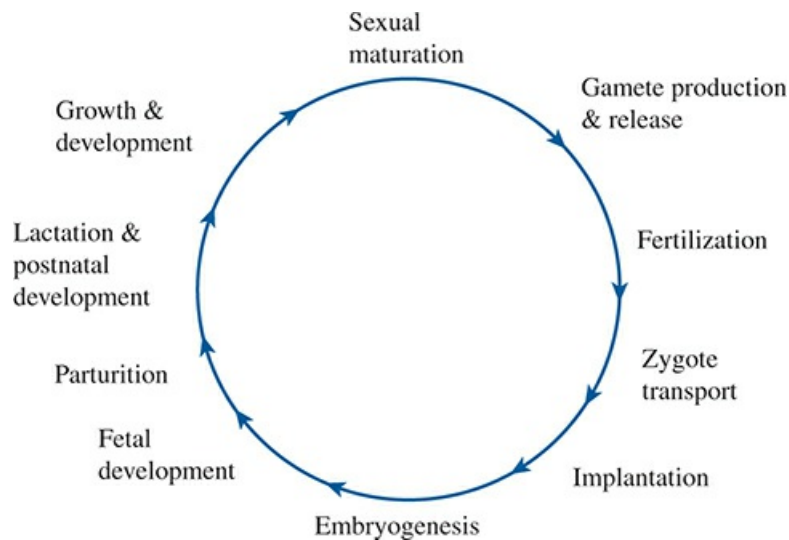 Sexual
maturation
Gamete production
& release
Fertilization
Zygote
transport
Implantation
Embryogenesis
Fetal
development
Parturition
Lactation &
postnatal
development
Growth &
development